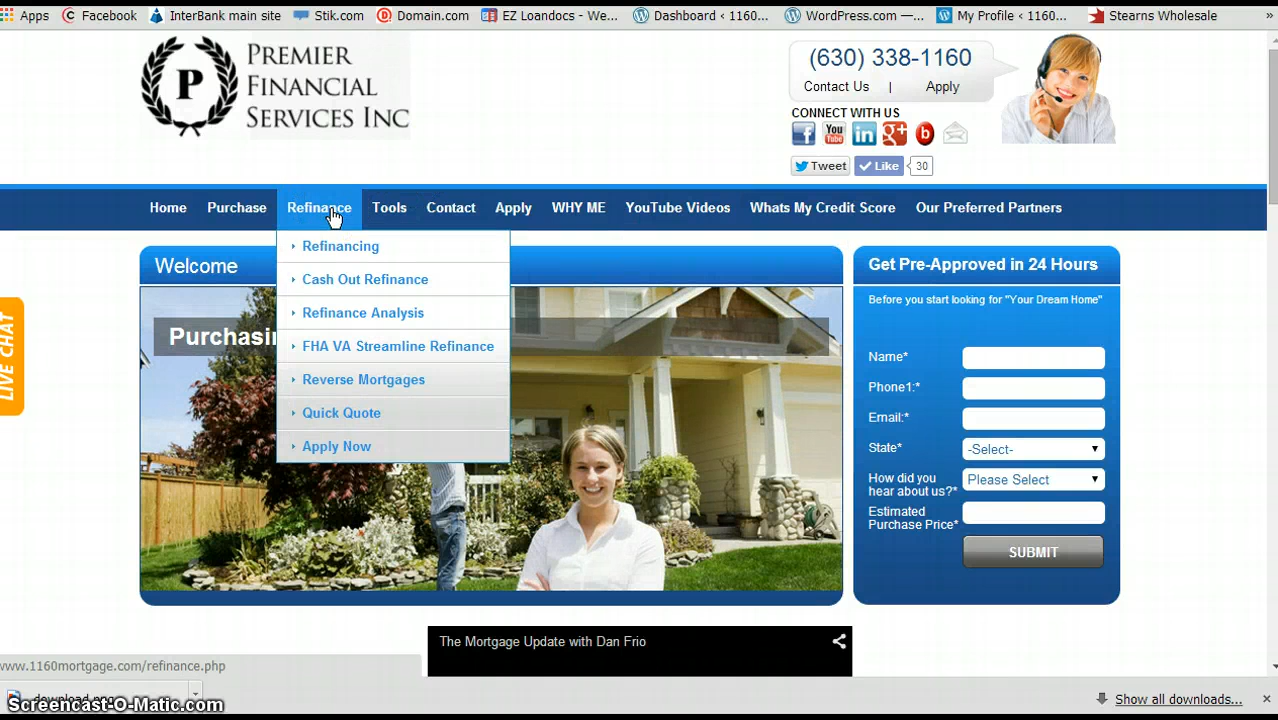 Apps Facebook InterBank main site Stik.com Domain.com EZ Loandocs - We... Dashboard ‹ 1160... WordPress.com —... My Profile ‹ 1160... Stearns Wholesale »
P
PREMIER
FINANCIAL
SERVICES INC
(630) 338-1160
Contact Us | Apply
CONNECT WITH US
f You Tube in g+ b
Tweet Like 30
Home Purchase Refinance Tools Contact Apply WHY ME YouTube Videos Whats My Credit Score Our Preferred Partners
Refinancing
Cash Out Refinance
Refinance Analysis
FHA VA Streamline Refinance
Reverse Mortgages
Quick Quote
Apply Now
Welcome
Purchasi
LIVE CHAT
Get Pre-Approved in 24 Hours
Before you start looking for "Your Dream Home"
Name*
Phone1:*
Email:*
State* -Select-
How did you
hear about us?* Please Select
Estimated
Purchase Price*
SUBMIT
The Mortgage Update with Dan Frio
www.1160mortgage.com/refinance.php
download.png
Show all downloads...
Screencast-O-Matic.com